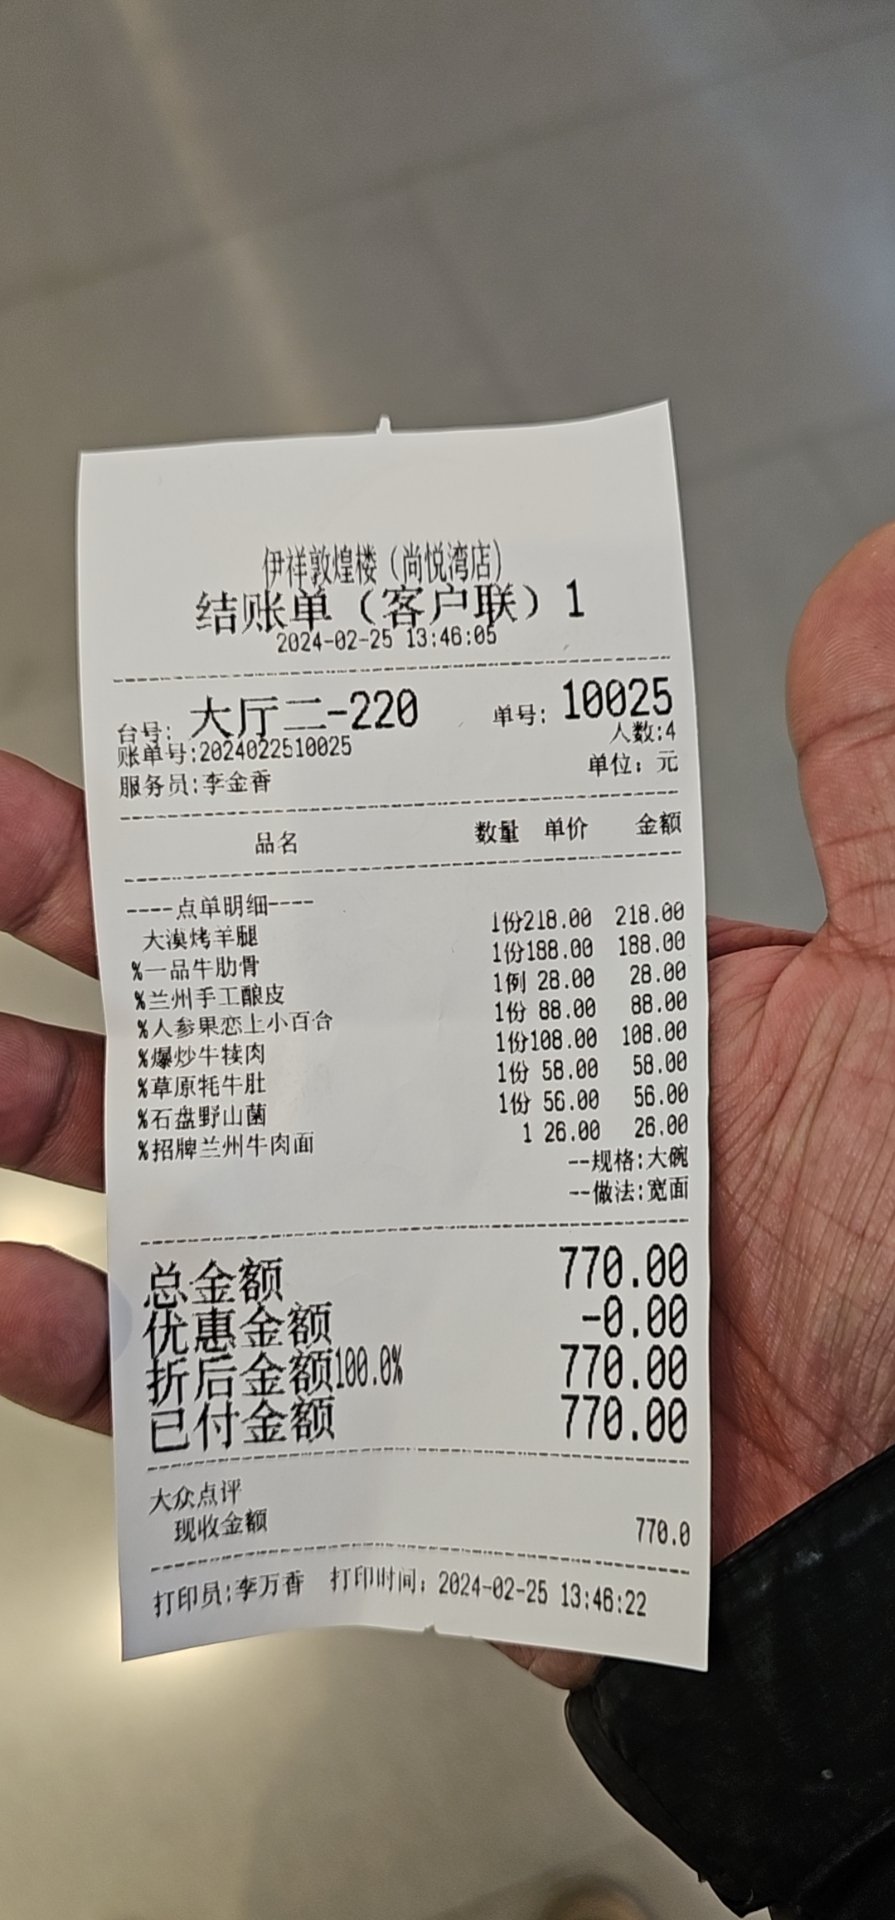 伊祥敦煌楼（尚悦湾店）
结账单（客户联）1
2024-02-25 13:46:05
台号: 大厅二-220 单号: 10025
账单号:2024022510025 人数:4
服务员:李金香 单位：元
品名 数量 单价 金额
----点单明细----
大漠烤羊腿 1份218.00 218.00
%一品牛肋骨 1份188.00 188.00
%兰州手工酿皮 1例 28.00 28.00
%人参果恋上小百合 1份 88.00 88.00
%爆炒牛犊肉 1份108.00 108.00
%草原牦牛肚 1份 58.00 58.00
%石盘野山菌 1份 56.00 56.00
%招牌兰州牛肉面 1 26.00 26.00
--规格:大碗
--做法:宽面
总金额 770.00
优惠金额 -0.00
折后金额100.0% 770.00
已付金额 770.00
大众点评
现收金额 770.0
打印员:李万香 打印时间：2024-02-25 13:46:22